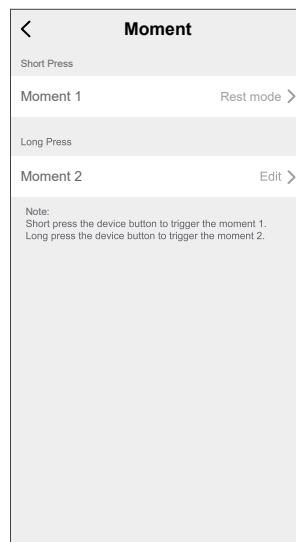 Moment
Short Press
Moment 1 Rest mode
Long Press
Moment 2 Edit
Note:
Short press the device button to trigger the moment 1.
Long press the device button to trigger the moment 2.